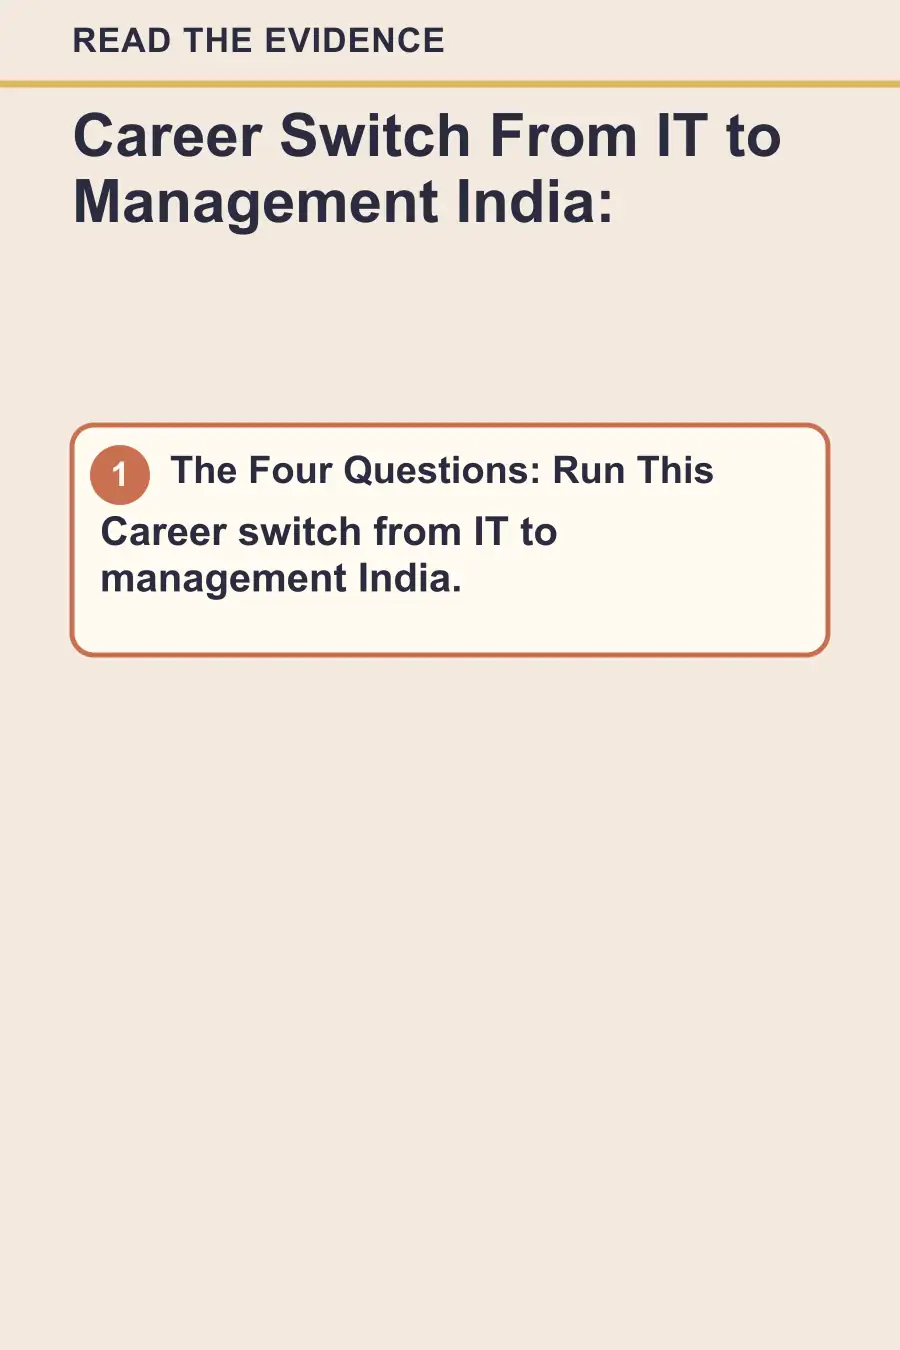 READ THE EVIDENCE
Career Switch From IT to
Management India:
1 The Four Questions: Run This
Career switch from IT to
management India.